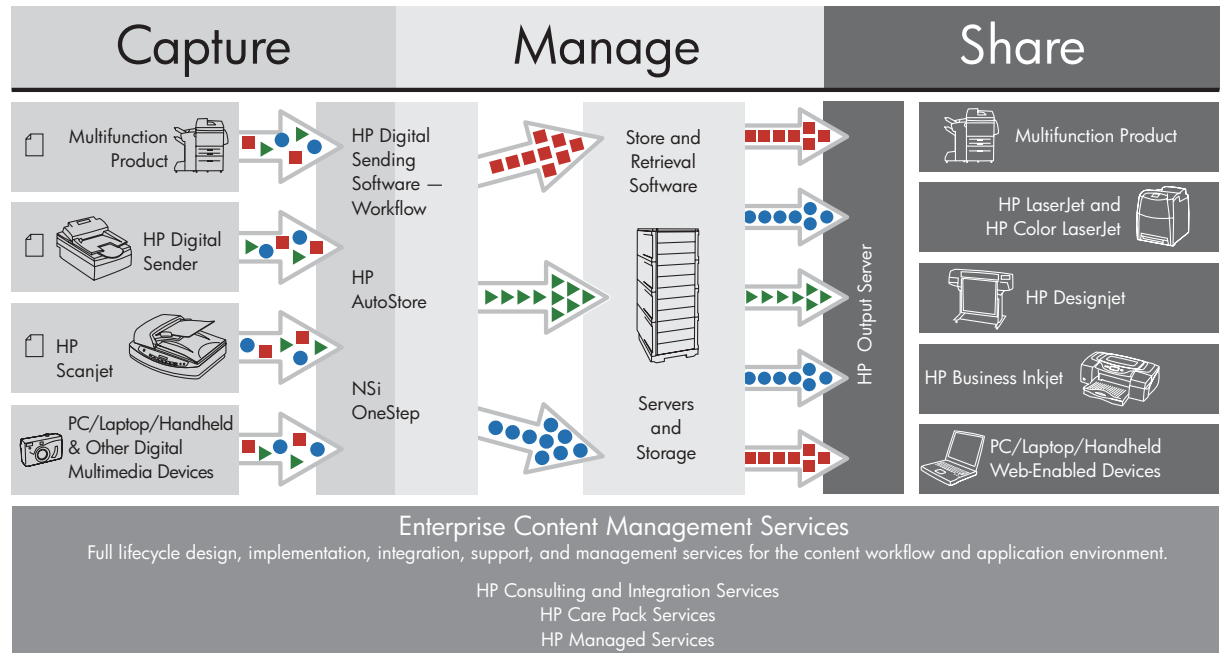 Capture
Manage
Share
Multifunction
Product
HP Digital
Sender
HP
Scanjet
PC/Laptop/Handheld
& Other Digital
Multimedia Devices
HP Digital
Sending
Software —
Workflow
HP
AutoStore
NSi
OneStep
Store and
Retrieval
Software
Servers
and
Storage
HP Output Server
Multifunction Product
HP LaserJet and
HP Color LaserJet
HP Designjet
HP Business Inkjet
PC/Laptop/Handheld
Web-Enabled Devices
Enterprise Content Management Services
Full lifecycle design, implementation, integration, support, and management services for the content workflow and application environment.
HP Consulting and Integration Services
HP Care Pack Services
HP Managed Services